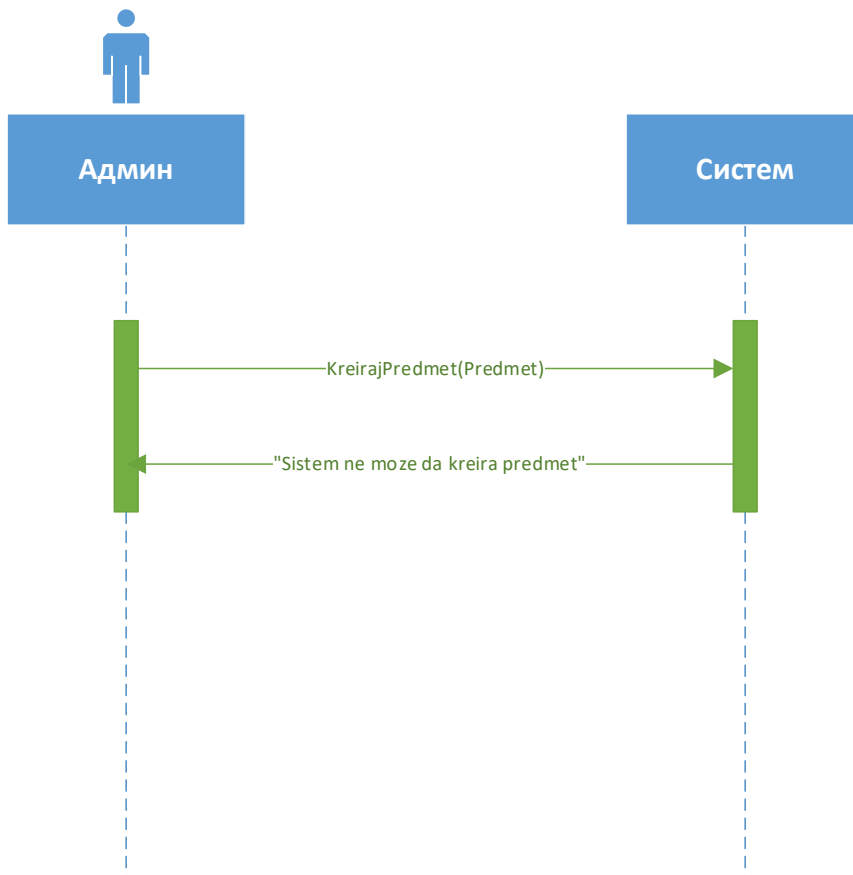 Админ
Систем
KreirajPredmet(Predmet)
"Sistem ne moze da kreira predmet"